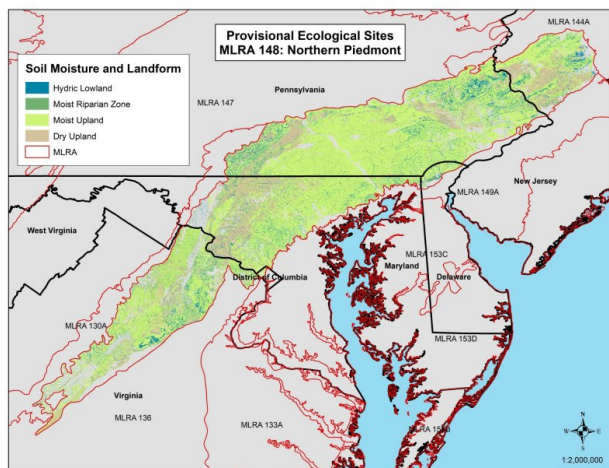 MLRA 144A
Provisional Ecological Sites
MLRA 148: Northern Piedmont
Soil Moisture and Landform
Hydric Lowland
Moist Riparian Zone
Moist Upland
Dry Upland
MLRA
MLRA 147
Pennsylvania
MLRA 149A
New Jersey
West Virginia
MLRA 153C
Maryland
Delaware
District of Columbia
MLRA 130A
MLRA 153D
Virginia
MLRA 136
MLRA 133A
N
W
E
S
1:2,000,000